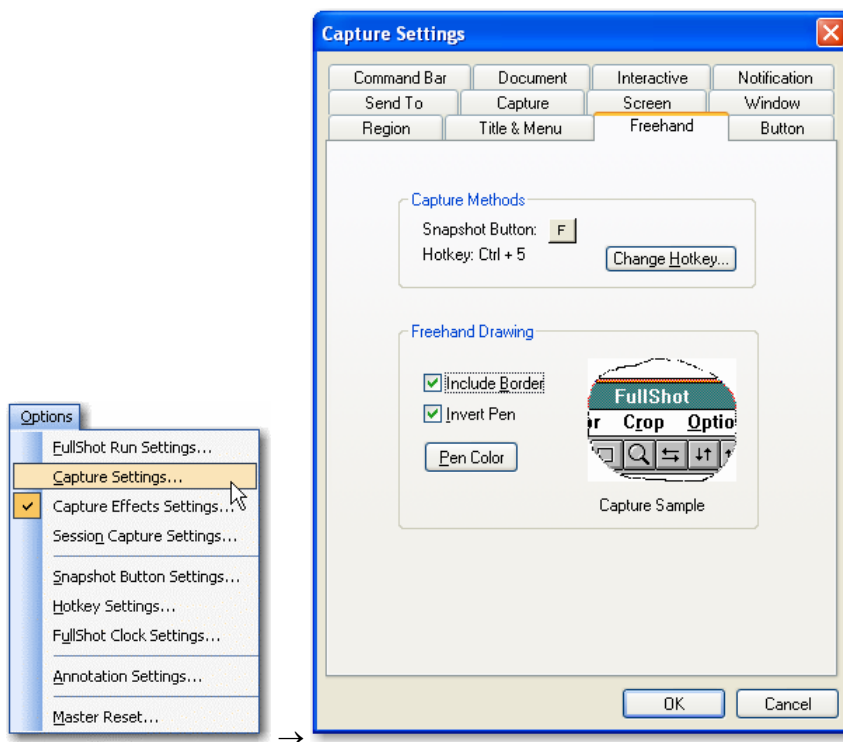 Options
FullShot Run Settings...
Capture Settings...
Capture Effects Settings...
Session Capture Settings...
Snapshot Button Settings...
Hotkey Settings...
FullShot Clock Settings...
Annotation Settings...
Master Reset...
→
Capture Settings
Command Bar Document Interactive Notification
Send To Capture Screen Window
Region Title & Menu Freehand Button
Capture Methods
Snapshot Button: F
Hotkey: Ctrl + 5 Change Hotkey...
Freehand Drawing
Include Border
Invert Pen
Pen Color
FullShot
r Crop Optio
Capture Sample
OK Cancel